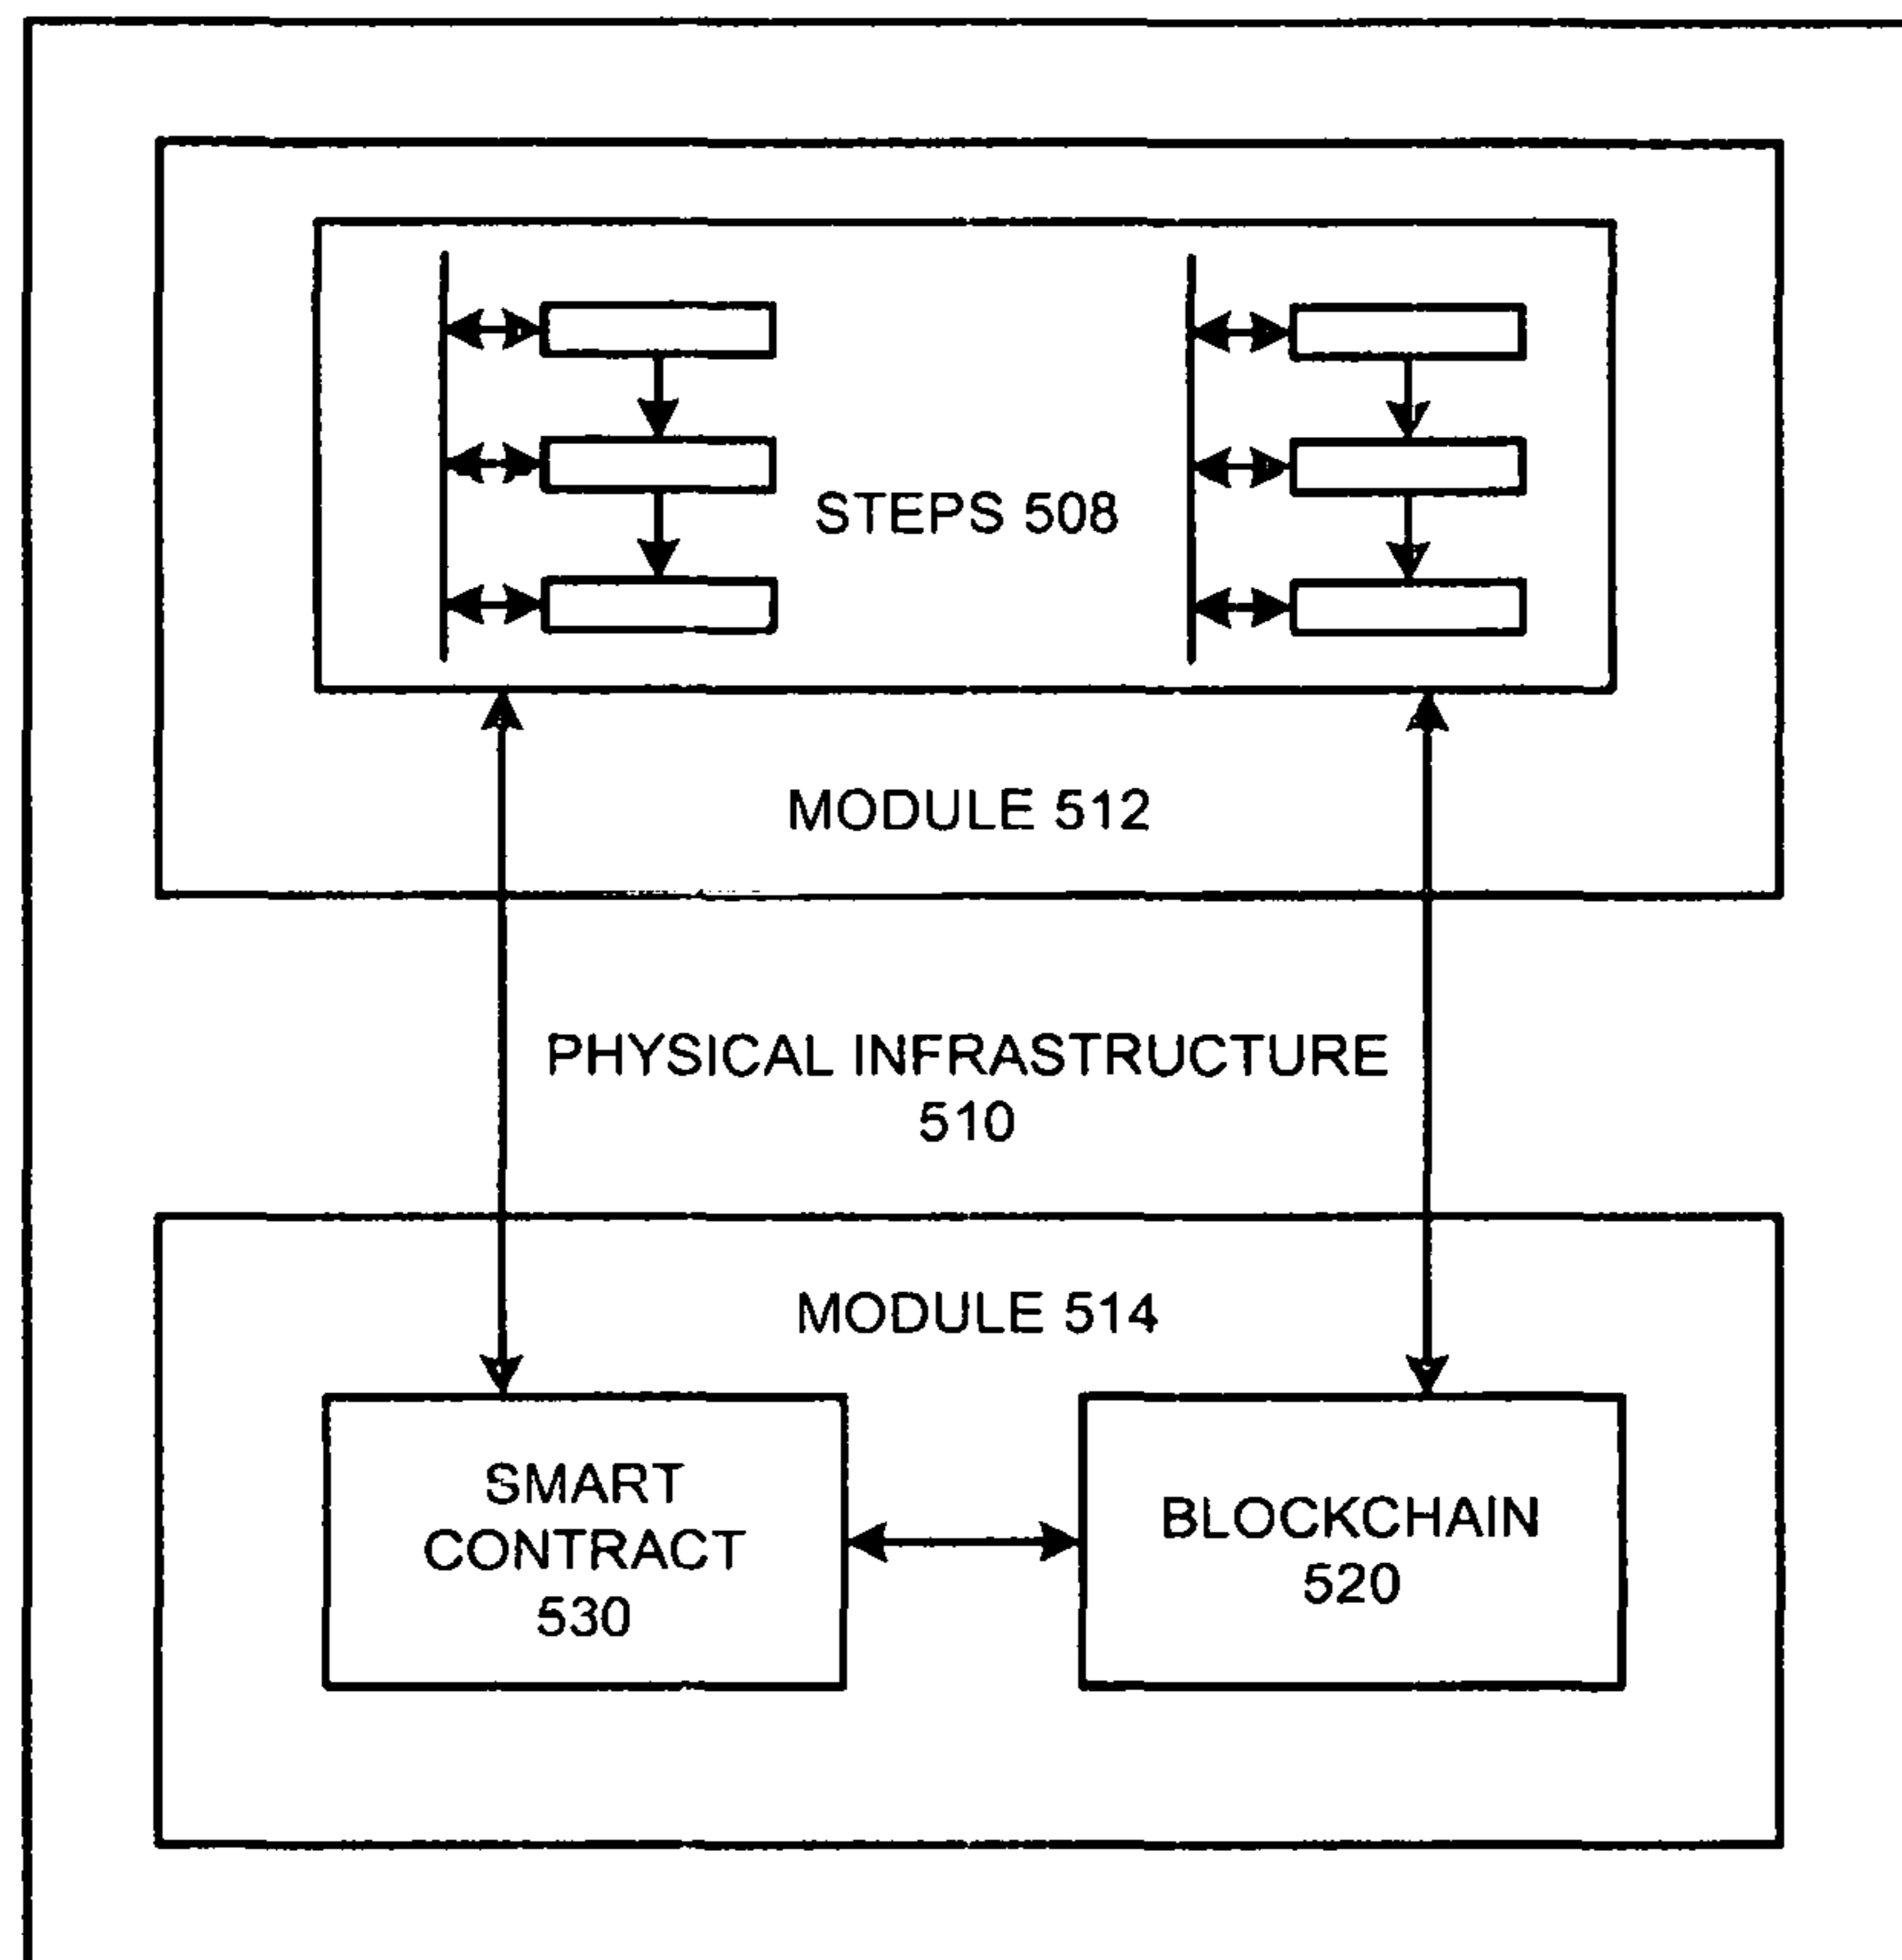 STEPS 508
MODULE 512
PHYSICAL INFRASTRUCTURE
510
MODULE 514
SMART
CONTRACT
530
BLOCKCHAIN
520